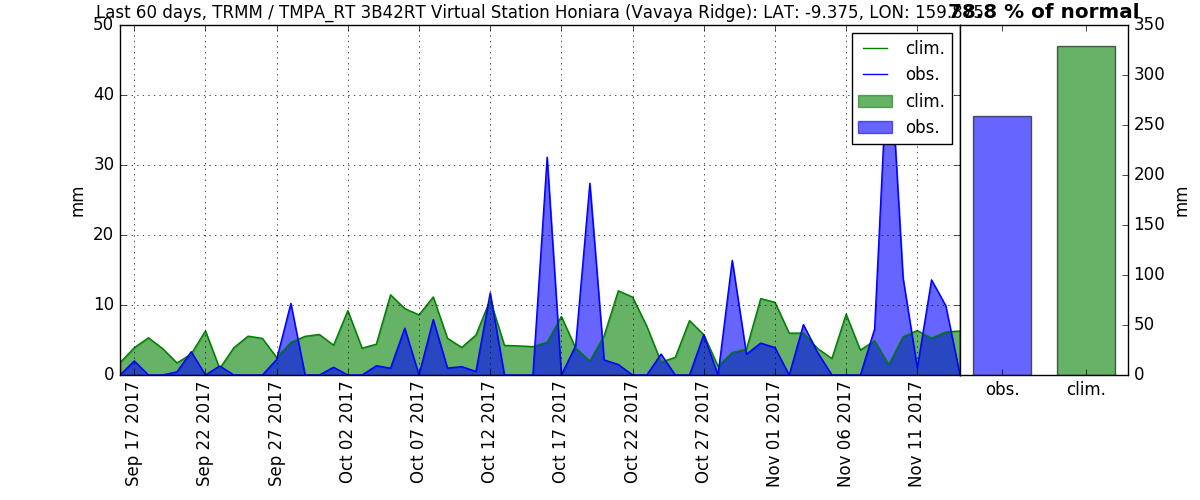 Last 60 days, TRMM / TMPA_RT 3B42RT Virtual Station Honiara (Vavaya Ridge): LAT: -9.375, LON:
78.8 % of normal
50
40
30
20
10
0
mm
clim.
obs.
clim.
obs.
350
300
250
200
150
100
50
0
mm
obs.
clim.
Sep 17 2017
Sep 22 2017
Sep 27 2017
Oct 02 2017
Oct 07 2017
Oct 12 2017
Oct 17 2017
Oct 22 2017
Oct 27 2017
Nov 01 2017
Nov 06 2017
Nov 11 2017